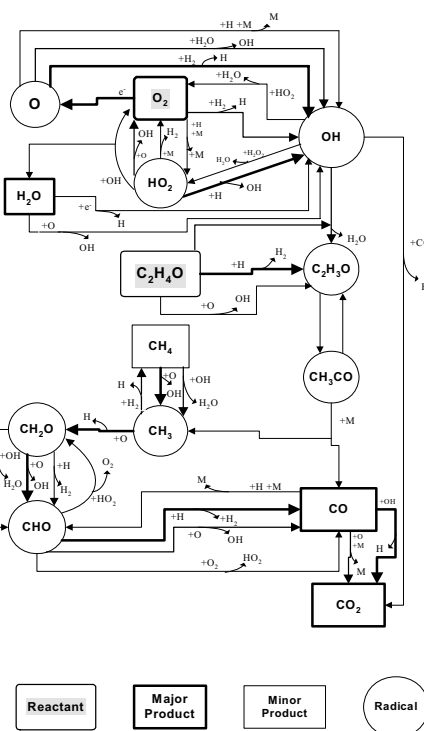 +H +M
M
+H₂O
OH
+H₂
H
O
e⁻
O₂
+H₂O
+HO₂
+H₂
H
OH
OH
+O
H₂
+M
+H
+M
+M
H₂O
+H₂O₂
+OH
HO₂
+H
OH
H₂O
+e⁻
H
+O
OH
H₂O
C₂H₄O
+H
H₂
C₂H₃O
+O
OH
+C
CH₄
CH₃CO
H
+H₂
+O
OH
+OH
H₂O
+M
CH₂O
H
+O
CH₃
+OH
H₂O
+O
OH
+H
H₂
O₂
+HO₂
M
+H +M
CHO
+H
+H₂
+O
OH
CO
+OH
+O₂
HO₂
+O
+M
M
H
CO₂
Reactant
Major
Product
Minor
Product
Radical